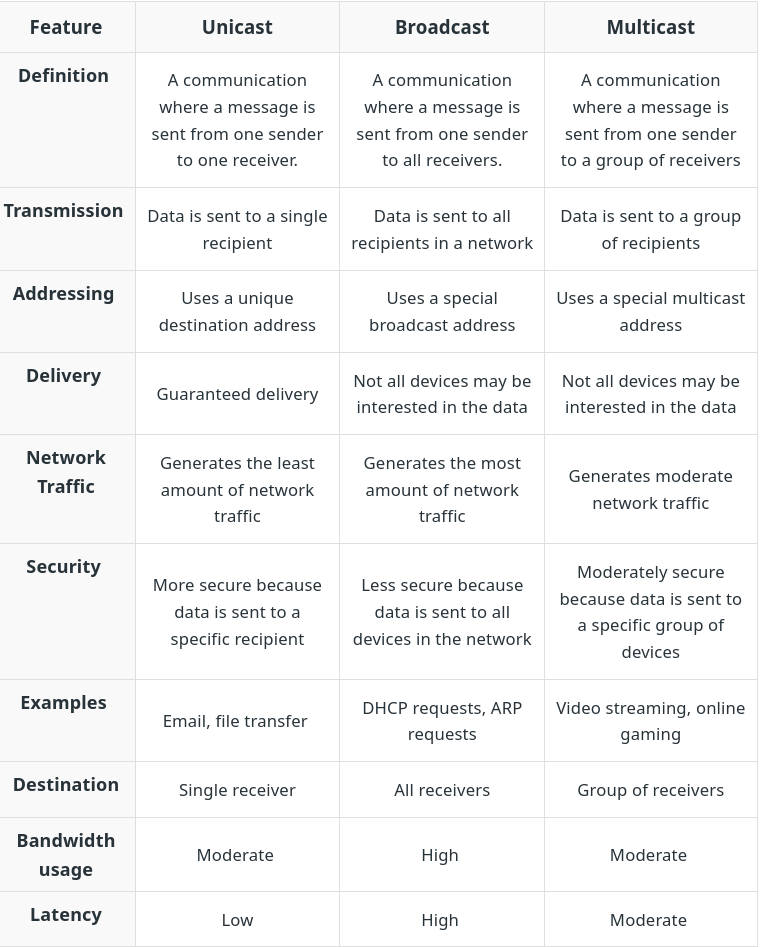 Feature Unicast Broadcast Multicast
Definition
A communication
where a message is
sent from one sender
to one receiver.
A communication
where a message is
sent from one sender
to all receivers.
A communication
where a message is
sent from one sender
to a group of receivers
Transmission
Data is sent to a single
recipient
Data is sent to all
recipients in a network
Data is sent to a group
of recipients
Addressing
Uses a unique
destination address
Uses a special
broadcast address
Uses a special multicast
address
Delivery
Guaranteed delivery
Not all devices may be
interested in the data
Not all devices may be
interested in the data
Network
Traffic
Generates the least
amount of network
traffic
Generates the most
amount of network
traffic
Generates moderate
network traffic
Security
More secure because
data is sent to a
specific recipient
Less secure because
data is sent to all
devices in the network
Moderately secure
because data is sent to
a specific group of
devices
Examples
Email, file transfer
DHCP requests, ARP
requests
Video streaming, online
gaming
Destination
Single receiver
All receivers
Group of receivers
Bandwidth
usage
Moderate
High
Moderate
Latency
Low
High
Moderate